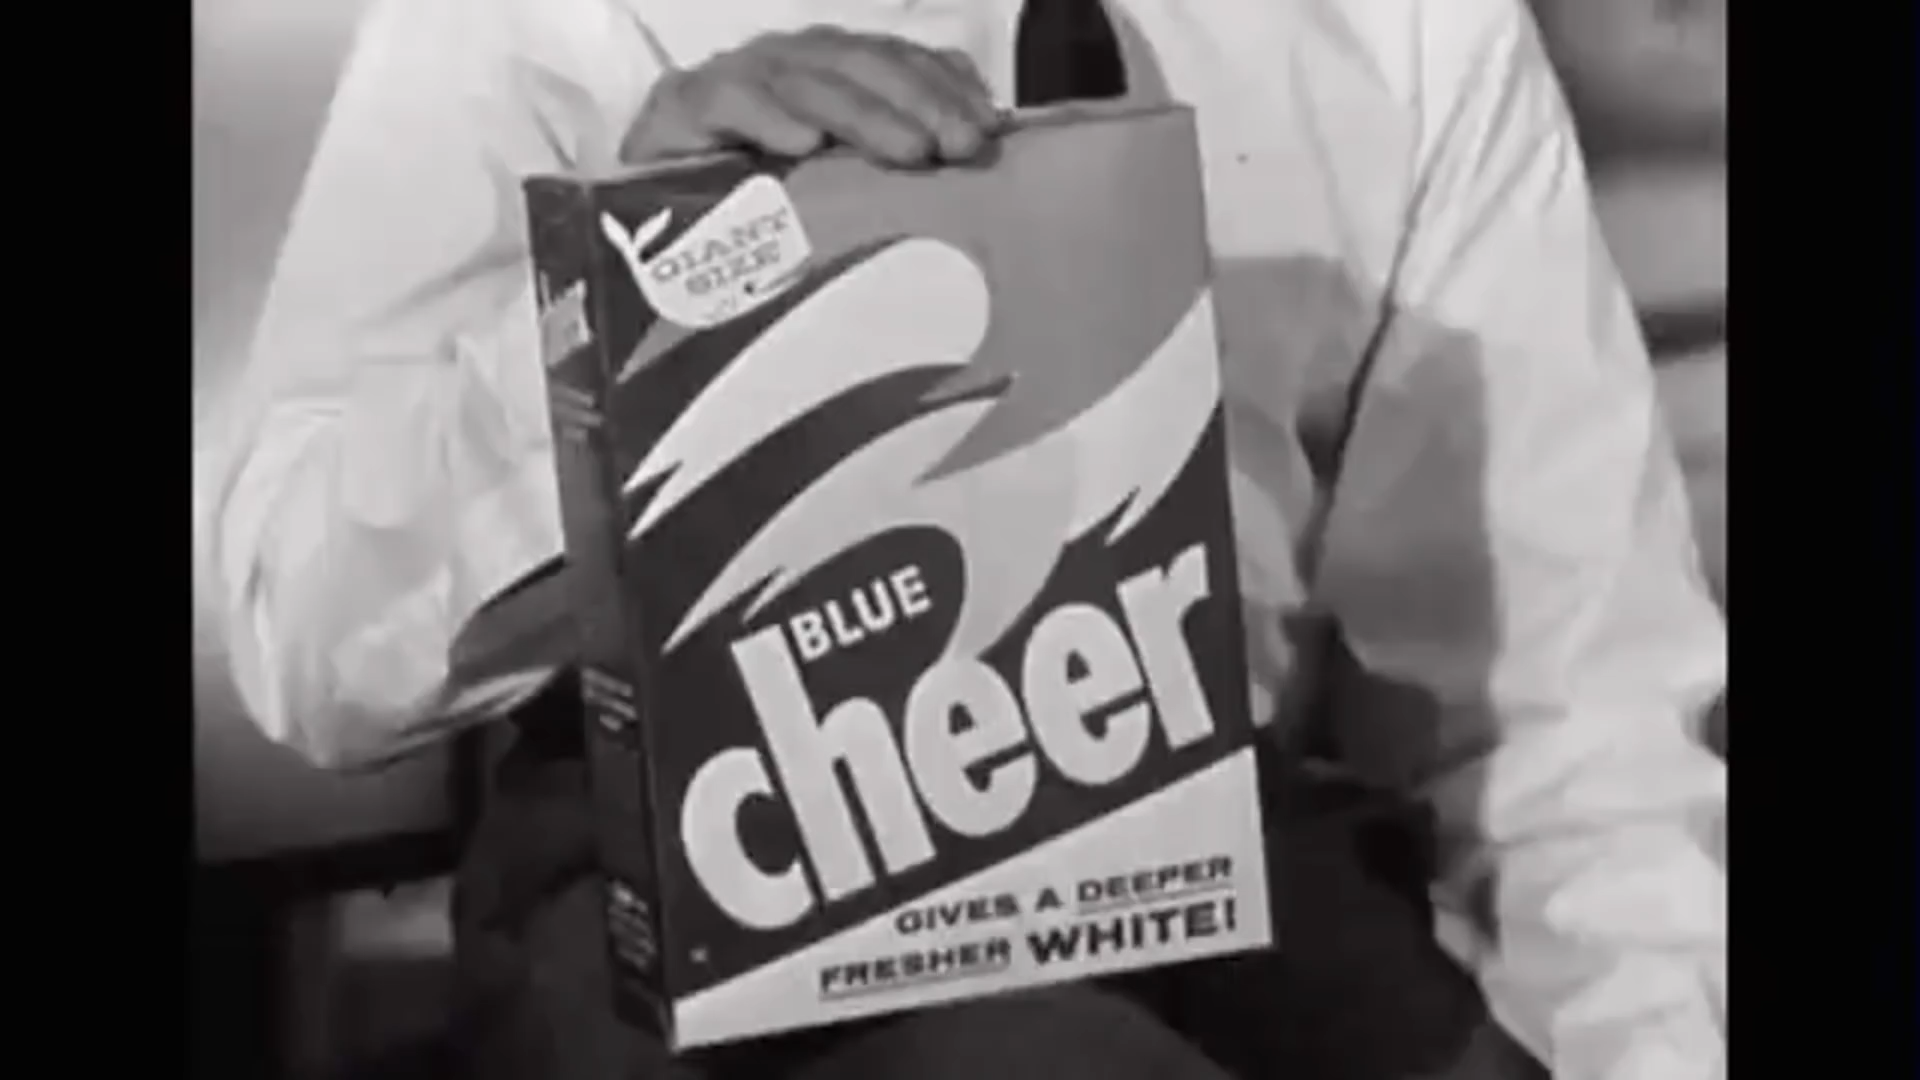 GIANT
SIZE
BLUE
cheer
GIVES A DEEPER
FRESHER WHITE!